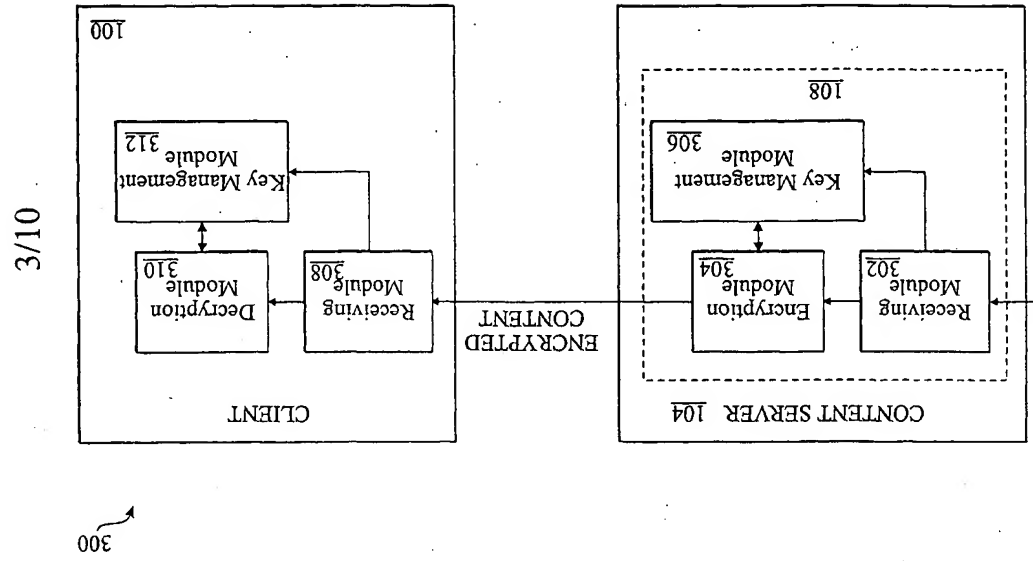 3/10
300
CONTENT SERVER 104
Receiving
Module
302
Encryption
Module
304
Key Management
Module
306
108
ENCRYPTED
CONTENT
CLIENT
Receiving
Module
308
Decryption
Module
310
Key Management
Module
312
100